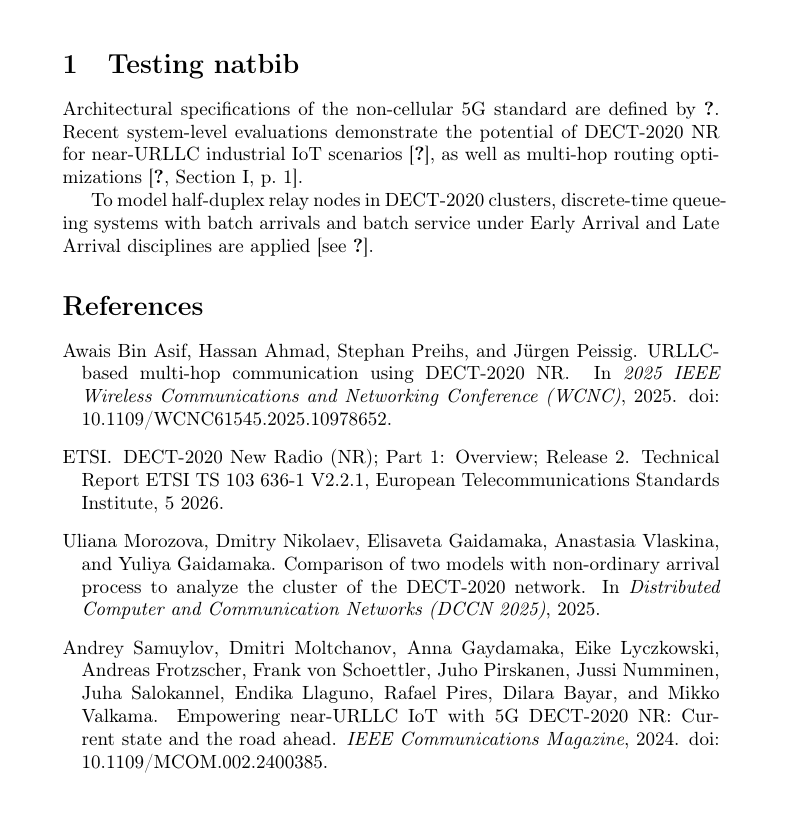 1 Testing natbib
Architectural specifications of the non-cellular 5G standard are defined by ?.
Recent system-level evaluations demonstrate the potential of DECT-2020 NR
for near-URLLC industrial IoT scenarios [?], as well as multi-hop routing opti-
mizations [?, Section I, p. 1].
To model half-duplex relay nodes in DECT-2020 clusters, discrete-time queue-
ing systems with batch arrivals and batch service under Early Arrival and Late
Arrival disciplines are applied [see ?].
References
Awais Bin Asif, Hassan Ahmad, Stephan Preihs, and Jürgen Peissig. URLLC-
based multi-hop communication using DECT-2020 NR. In 2025 IEEE
Wireless Communications and Networking Conference (WCNC), 2025. doi:
10.1109/WCNC61545.2025.10978652.
ETSI. DECT-2020 New Radio (NR); Part 1: Overview; Release 2. Technical
Report ETSI TS 103 636-1 V2.2.1, European Telecommunications Standards
Institute, 5 2026.
Uliana Morozova, Dmitry Nikolaev, Elisaveta Gaidamaka, Anastasia Vlaskina,
and Yuliya Gaidamaka. Comparison of two models with non-ordinary arrival
process to analyze the cluster of the DECT-2020 network. In Distributed
Computer and Communication Networks (DCCN 2025), 2025.
Andrey Samuylov, Dmitri Moltchanov, Anna Gaydamaka, Eike Lyczkowski,
Andreas Frotzscher, Frank von Schoettler, Juho Pirskanen, Jussi Numminen,
Juha Salokannel, Endika Llaguno, Rafael Pires, Dilara Bayar, and Mikko
Valkama. Empowering near-URLLC IoT with 5G DECT-2020 NR: Cur-
rent state and the road ahead. IEEE Communications Magazine, 2024. doi:
10.1109/MCOM.002.2400385.